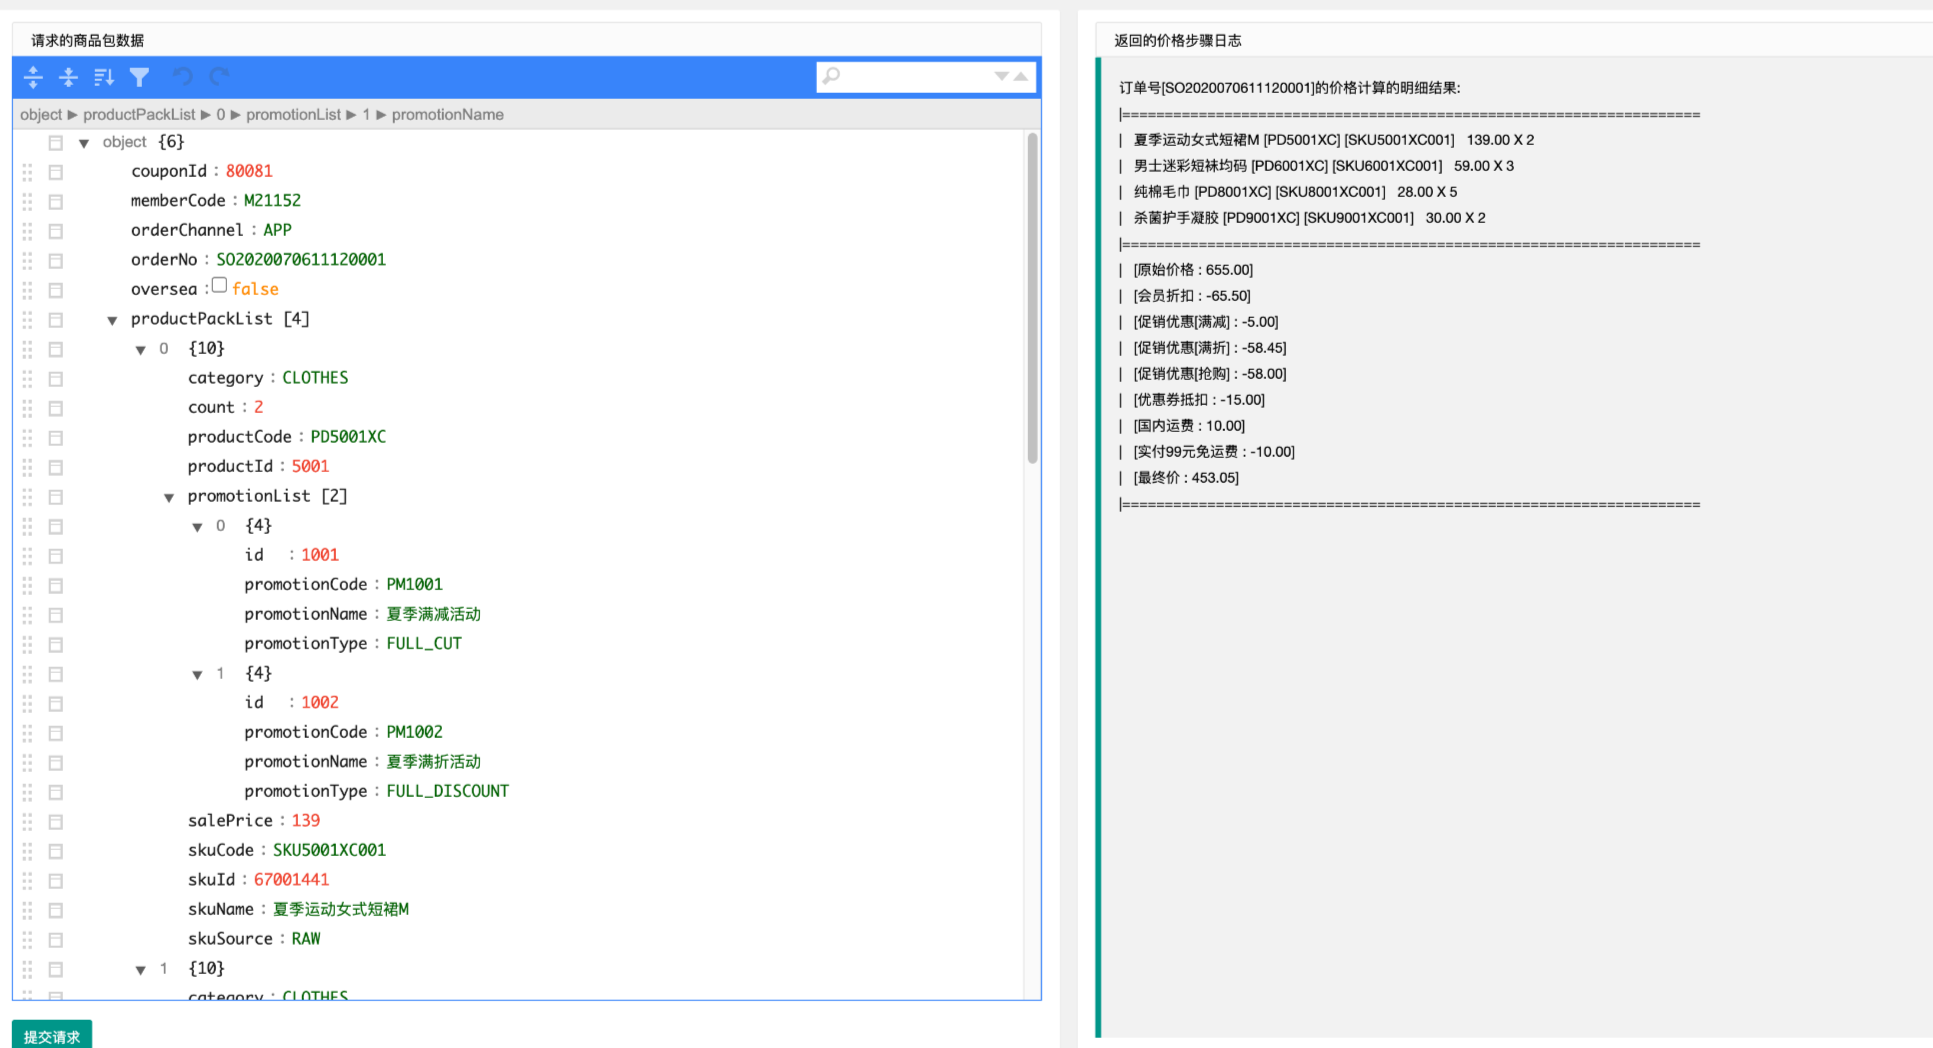 请求的商品包数据
object ► productPackList ► 0 ► promotionList ► 1 ► promotionName
▼ object {6}
couponId : 80081
memberCode : M21152
orderChannel : APP
orderNo : SO2020070611120001
oversea : false
▼ productPackList [4]
▼ 0 {10}
category : CLOTHES
count : 2
productCode : PD5001XC
productId : 5001
▼ promotionList [2]
▼ 0 {4}
id : 1001
promotionCode : PM1001
promotionName : 夏季满减活动
promotionType : FULL_CUT
▼ 1 {4}
id : 1002
promotionCode : PM1002
promotionName : 夏季满折活动
promotionType : FULL_DISCOUNT
salePrice : 139
skuCode : SKU5001XC001
skuId : 67001441
skuName : 夏季运动女式短裙M
skuSource : RAW
▼ 1 {10}
category : CLOTHES
提交请求
返回的价格步骤日志
订单号[SO2020070611120001]的价格计算的明细结果:
|====================================================================
| 夏季运动女式短裙M [PD5001XC] [SKU5001XC001] 139.00 X 2
| 男士迷彩短袜均码 [PD6001XC] [SKU6001XC001] 59.00 X 3
| 纯棉毛巾 [PD8001XC] [SKU8001XC001] 28.00 X 5
| 杀菌护手凝胶 [PD9001XC] [SKU9001XC001] 30.00 X 2
|====================================================================
| [原始价格 : 655.00]
| [会员折扣 : -65.50]
| [促销优惠[满减] : -5.00]
| [促销优惠[满折] : -58.45]
| [促销优惠[抢购] : -58.00]
| [优惠券抵扣 : -15.00]
| [国内运费 : 10.00]
| [实付99元免运费 : -10.00]
| [最终价 : 453.05]
|====================================================================